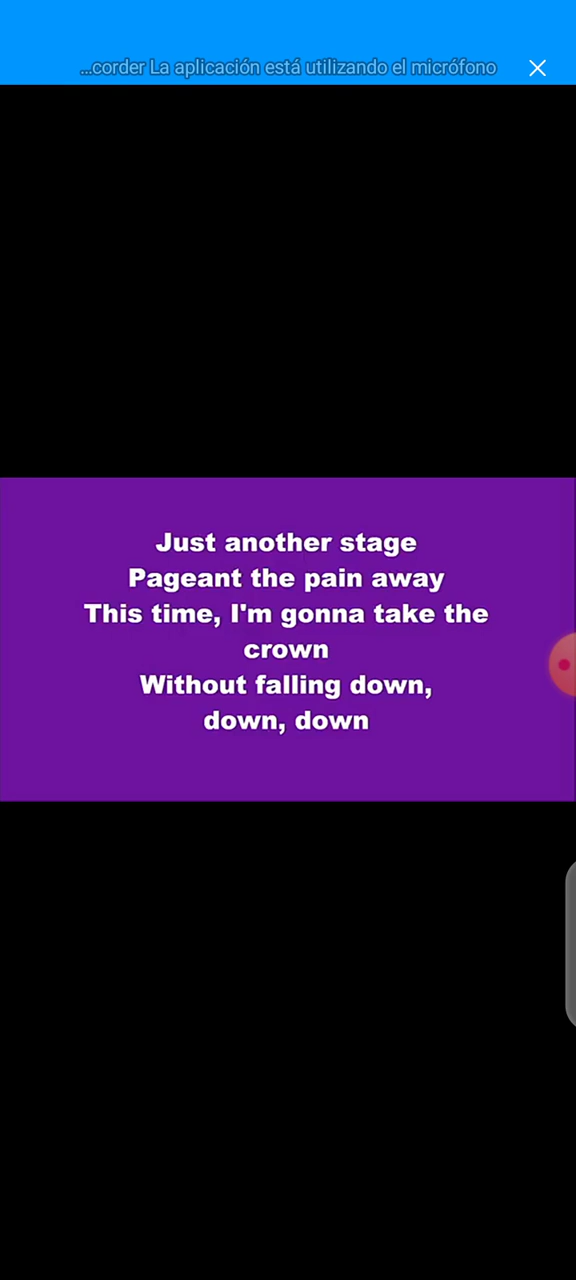 ...corder La aplicación está utilizando el micrófono
Just another stage
Pageant the pain away
This time, I'm gonna take the
crown
Without falling down,
down, down